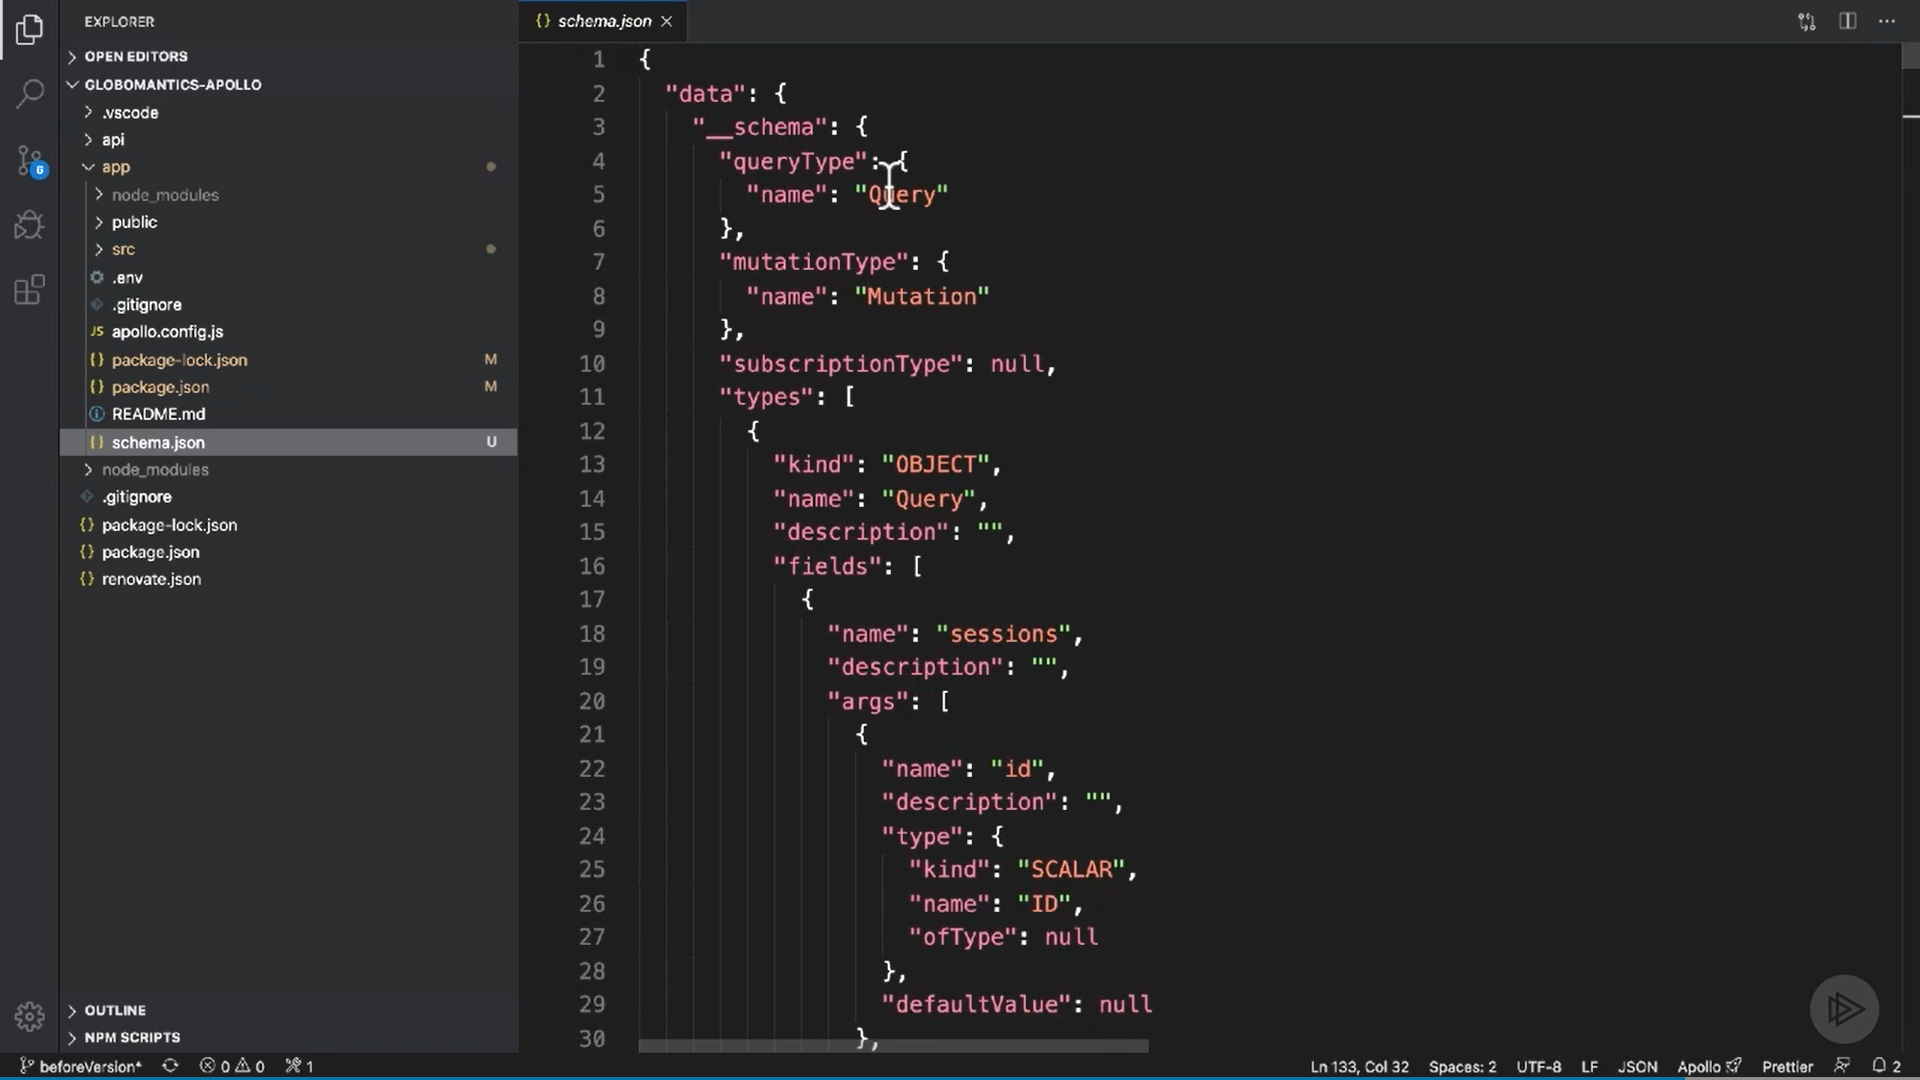 EXPLORER
OPEN EDITORS
GLOBOMANTICS-APOLLO
.vscode
api
app
node_modules
public
src
.env
.gitignore
JS apollo.config.js
{} package-lock.json M
{} package.json M
README.md
{} schema.json U
node_modules
.gitignore
{} package-lock.json
{} package.json
{} renovate.json
OUTLINE
NPM SCRIPTS
6
{} schema.json
1 {
2 "data": {
3 "__schema": {
4 "queryType": {
5 "name": "Query"
6 },
7 "mutationType": {
8 "name": "Mutation"
9 },
10 "subscriptionType": null,
11 "types": [
12 {
13 "kind": "OBJECT",
14 "name": "Query",
15 "description": "",
16 "fields": [
17 {
18 "name": "sessions",
19 "description": "",
20 "args": [
21 {
22 "name": "id",
23 "description": "",
24 "type": {
25 "kind": "SCALAR",
26 "name": "ID",
27 "ofType": null
28 },
29 "defaultValue": null
30 },
beforeVersion* 0 0 1 Ln 133, Col 32 Spaces: 2 UTF-8 LF JSON Apollo Prettier 2